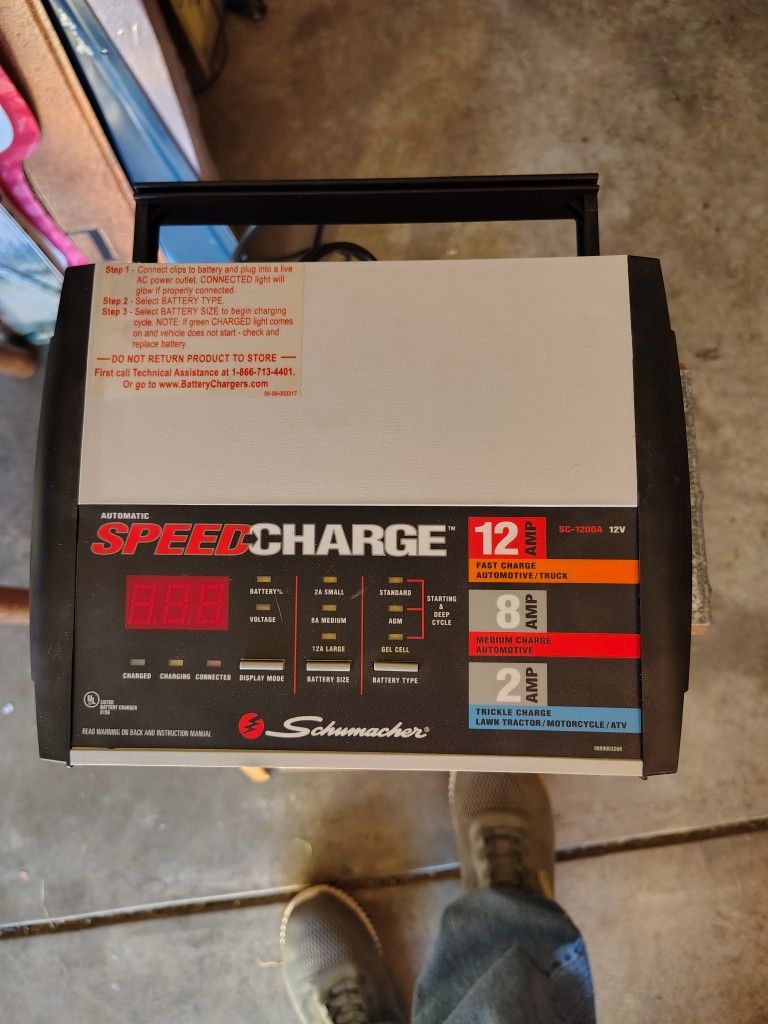 Step 1 - Connect clips to battery and plug into a live
AC power outlet. CONNECTED light will
glow if properly connected.
Step 2 - Select BATTERY TYPE.
Step 3 - Select BATTERY SIZE to begin charging
cycle. NOTE: If green CHARGED light comes
on and vehicle does not start - check and
replace battery.
DO NOT RETURN PRODUCT TO STORE
First call Technical Assistance at 1-866-713-4401.
Or go to www.BatteryChargers.com
AUTOMATIC
SPEEDCHARGE™
12 AMP
SC-1200A 12V
FAST CHARGE
AUTOMOTIVE/TRUCK
BATTERY%
VOLTAGE
2A SMALL
8A MEDIUM
12A LARGE
STANDARD
AGM
GEL CELL
STARTING
&
DEEP
CYCLE
8 AMP
MEDIUM CHARGE
AUTOMOTIVE
CHARGED
CHARGING
CONNECTED
DISPLAY MODE
BATTERY SIZE
BATTERY TYPE
2 AMP
TRICKLE CHARGE
LAWN TRACTOR/MOTORCYCLE/ATV
UL
LISTED
BATTERY CHARGER
READ WARNING ON BACK AND INSTRUCTION MANUAL
Schumacher®